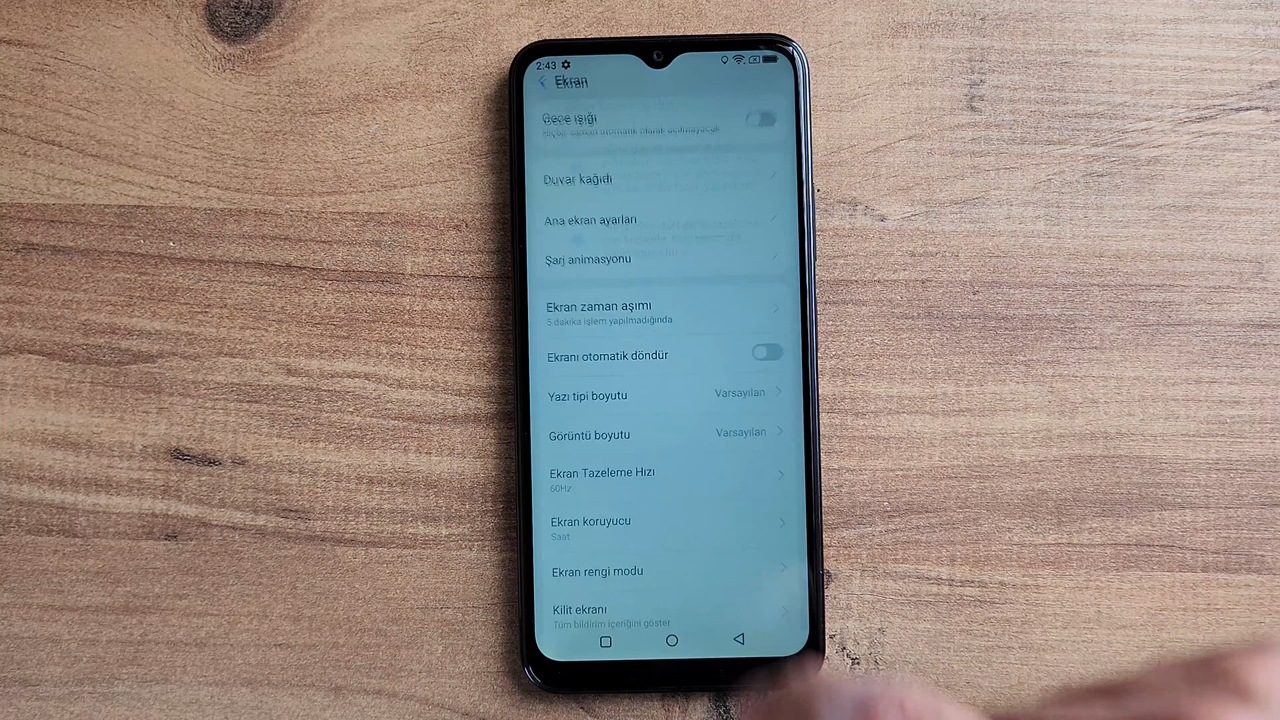 2:43
Ekran
Gece ışığı
otomatik olarak
Duvar kağıdı
Ana ekran ayarları
Şarj animasyonu
Ekran zaman aşımı
5 dakika işlem yapılmadığında
Ekranı otomatik döndür
Yazı tipi boyutu Varsayılan
Görüntü boyutu Varsayılan
Ekran Tazeleme Hızı
60Hz
Ekran koruyucu
Saat
Ekran rengi modu
Kilit ekranı
Tüm bildirim içeriğini göster